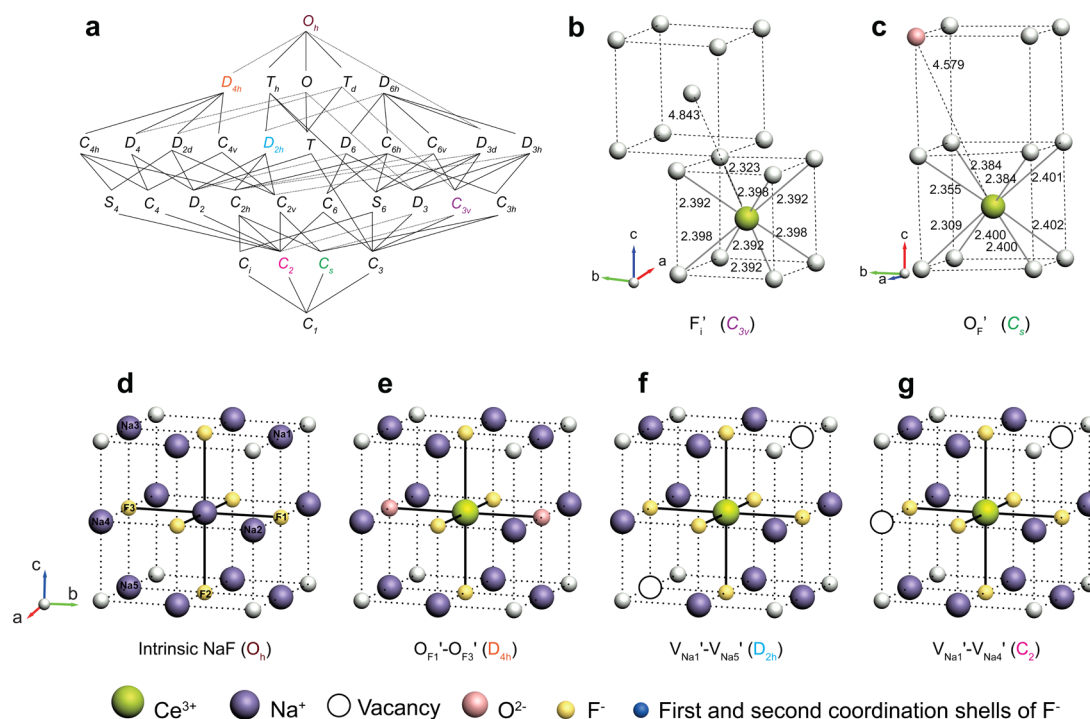 a
O_h
D_4h T_h O T_d D_6h
C_4h D_4 D_2d C_4v D_2h T D_6 C_6h C_6v D_3d D_3h
S_4 C_4 D_2 C_2h C_2v C_6 S_6 D_3 C_3v C_3h
C_i C_2 C_s C_3
C_1
b
4.843
2.323
2.398
2.392 2.392
2.398 2.398
2.392
2.392
c
b
a
F_i' (C_3v)
c
4.579
2.384
2.384
2.401
2.355
2.309
2.402
2.400
2.400
c
b
a
O_F' (C_s)
d
Na3
Na1
F3
F1
Na4
Na2
Na5
F2
c
b
a
Intrinsic NaF (O_h)
e
O_F1'-O_F3' (D_4h)
f
V_Na1'-V_Na5' (D_2h)
g
V_Na1'-V_Na4' (C_2)
Ce³⁺ Na⁺ Vacancy O²⁻ F⁻ First and second coordination shells of F⁻